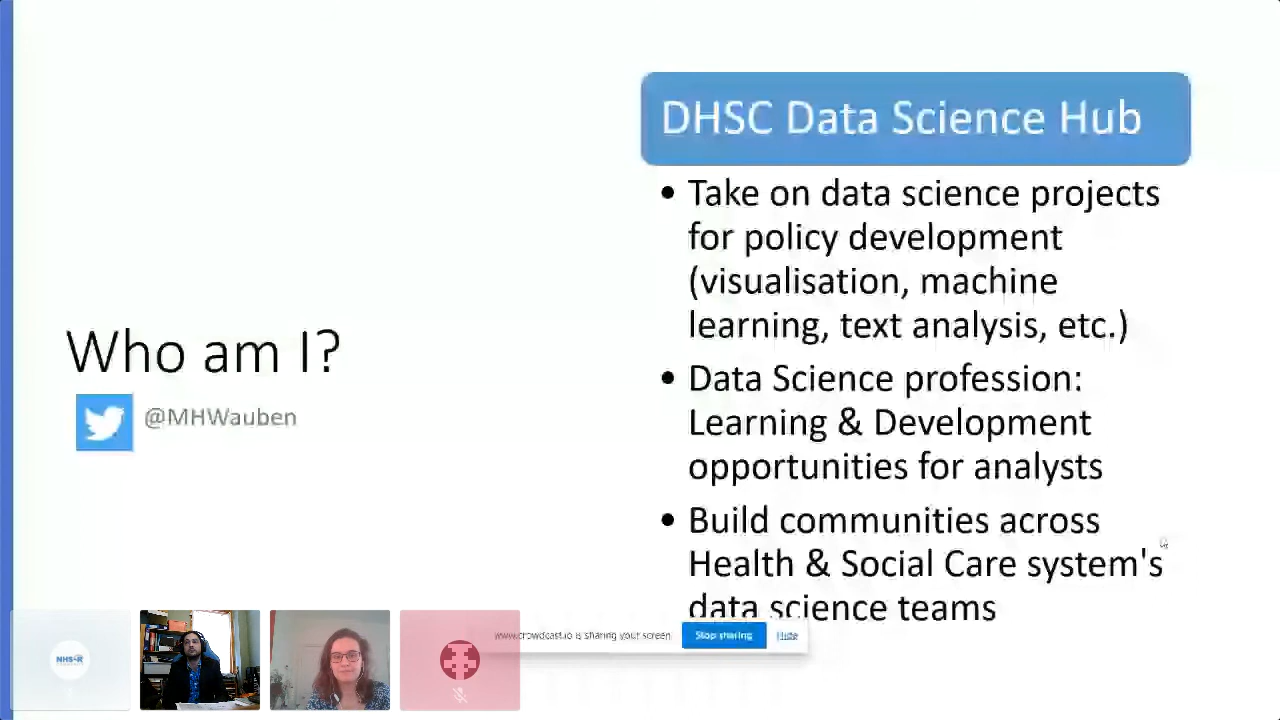 DHSC Data Science Hub
• Take on data science projects
for policy development
(visualisation, machine
learning, text analysis, etc.)
• Data Science profession:
Learning & Development
opportunities for analysts
• Build communities across
Health & Social Care system's
data science teams
Who am I?
@MHWauben
NHS-R
www.crowdcast.io is sharing your screen.
Stop sharing
Hide